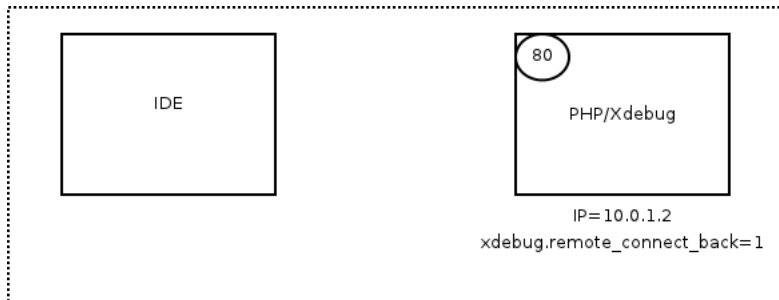 80
IDE
PHP/Xdebug
IP=10.0.1.2
xdebug.remote_connect_back=1